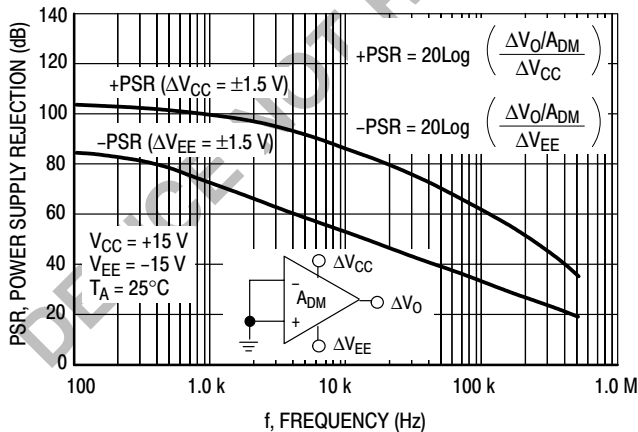 PSR, POWER SUPPLY REJECTION (dB)
140
120
100
80
60
40
20
0
+PSR (ΔVCC = ±1.5 V)
−PSR (ΔVEE = ±1.5 V)
+PSR = 20Log (ΔVO/ADM / ΔVCC)
−PSR = 20Log (ΔVO/ADM / ΔVEE)
VCC = +15 V
VEE = −15 V
TA = 25°C
−
+
ADM
ΔVCC
ΔVO
ΔVEE
100
1.0 k
10 k
100 k
1.0 M
f, FREQUENCY (Hz)